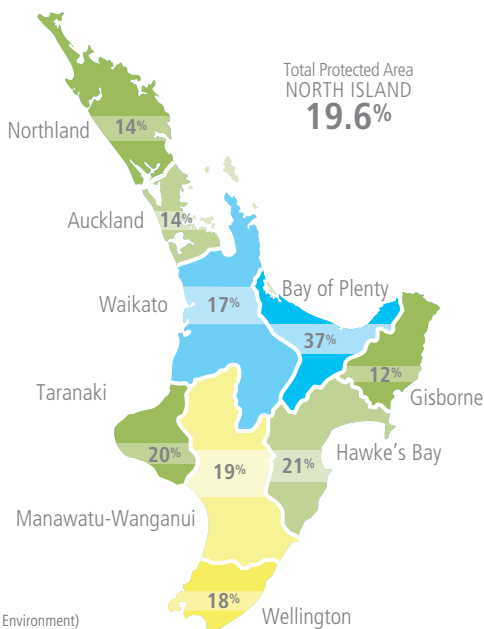 Total Protected Area
NORTH ISLAND
19.6%
Northland
14%
Auckland
14%
Waikato
17%
Bay of Plenty
37%
12%
Gisborne
Taranaki
20%
Hawke's Bay
21%
19%
Manawatu-Wanganui
18%
Environment)
Wellington